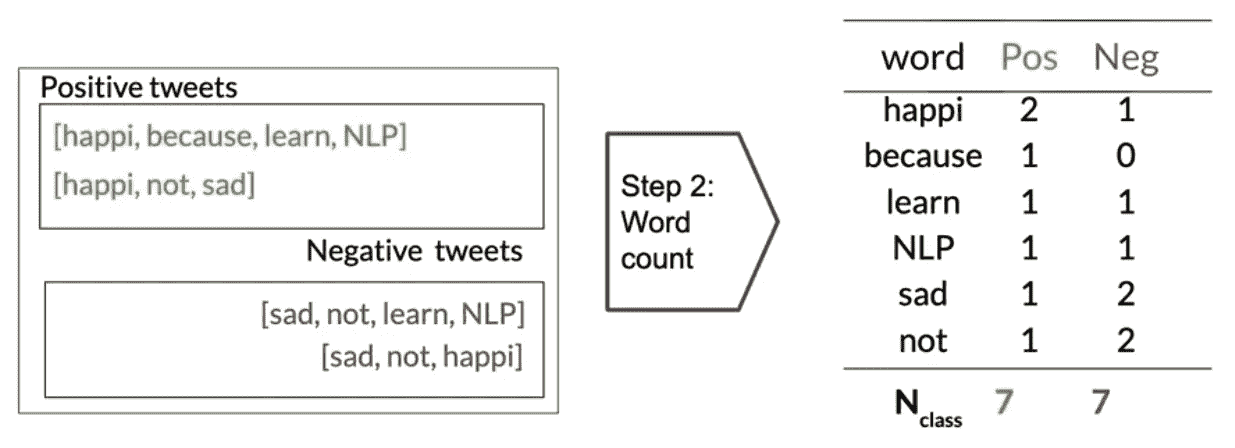 Positive tweets
[happi, because, learn, NLP]
[happi, not, sad]
Negative tweets
[sad, not, learn, NLP]
[sad, not, happi]
Step 2:
Word
count
word Pos Neg
happi 2 1
because 1 0
learn 1 1
NLP 1 1
sad 1 2
not 1 2
Nclass 7 7